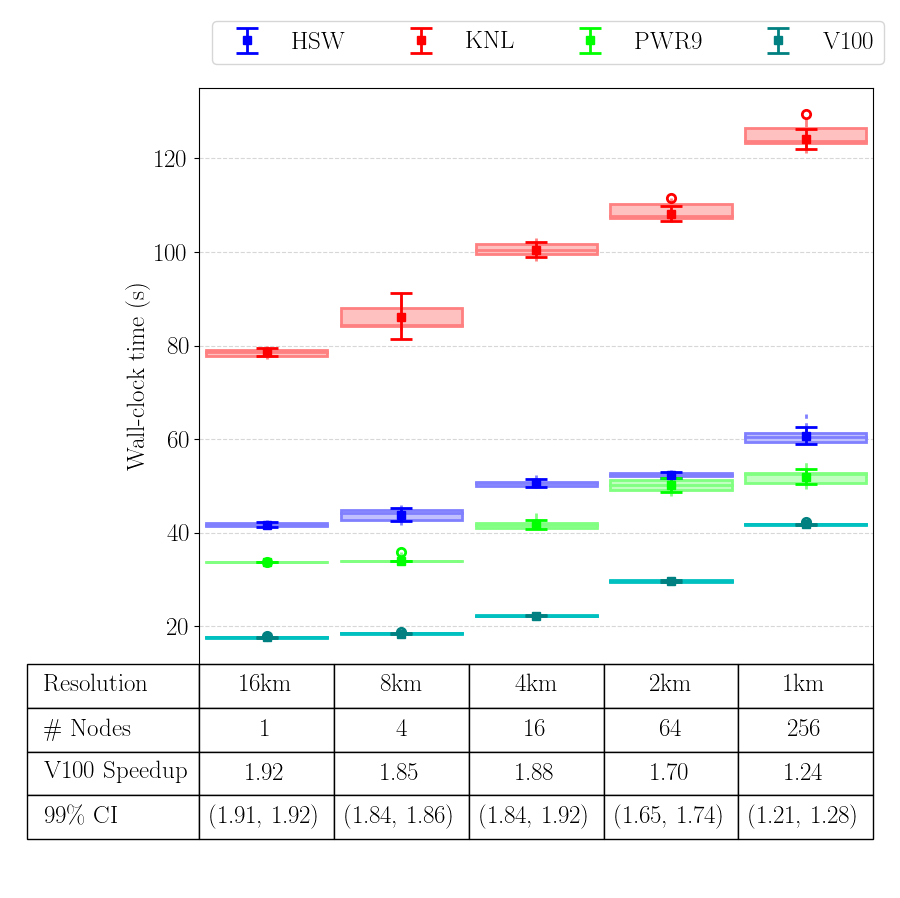 HSW KNL PWR9 V100
120
100
80
60
40
20
Wall-clock time (s)
Resolution 16km 8km 4km 2km 1km
# Nodes 1 4 16 64 256
V100 Speedup 1.92 1.85 1.88 1.70 1.24
99% CI (1.91, 1.92) (1.84, 1.86) (1.84, 1.92) (1.65, 1.74) (1.21, 1.28)